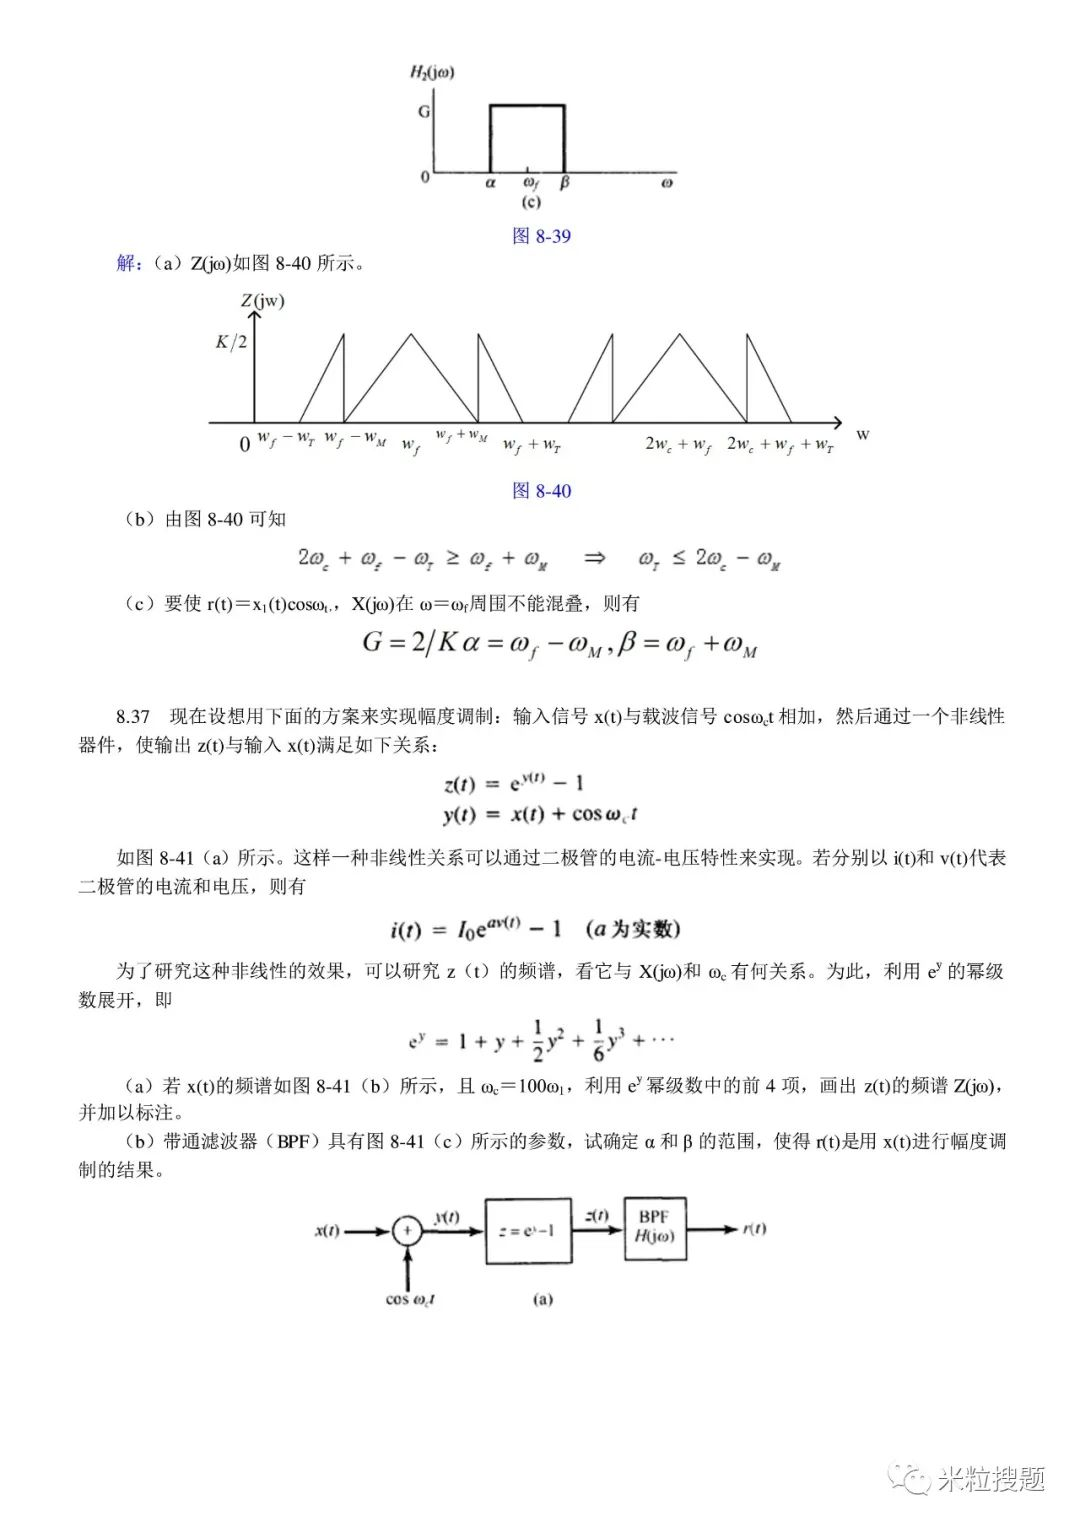 H₂(jω)
G
0 α ω_f β ω
(c)
图 8-39
解:（a）Z(jω)如图 8-40 所示。
Z(jw)
K/2
0 w_f − w_T w_f − w_M w_f w_f + w_M w_f + w_T 2w_c + w_f 2w_c + w_f + w_T w
图 8-40
（b）由图 8-40 可知
2ω_c + ω_f − ω_T ≥ ω_f + ω_M ⇒ ω_T ≤ 2ω_c − ω_M
（c）要使 r(t)＝x₁(t)cosω_t.，X(jω)在 ω＝ω_f周围不能混叠，则有
G = 2/K α = ω_f − ω_M , β = ω_f + ω_M
8.37 现在设想用下面的方案来实现幅度调制：输入信号 x(t)与载波信号 cosω_ct 相加，然后通过一个非线性
器件，使输出 z(t)与输入 x(t)满足如下关系：
z(t) = e^y(t) − 1
y(t) = x(t) + cos ω_c t
如图 8-41（a）所示。这样一种非线性关系可以通过二极管的电流-电压特性来实现。若分别以 i(t)和 v(t)代表
二极管的电流和电压，则有
i(t) = I₀e^av(t) − 1 (a 为实数)
为了研究这种非线性的效果，可以研究 z（t）的频谱，看它与 X(jω)和 ω_c 有何关系。为此，利用 e^y 的幂级
数展开，即
e^y = 1 + y + 1/2 y² + 1/6 y³ + ···
（a）若 x(t)的频谱如图 8-41（b）所示，且 ω_c＝100ω₁，利用 e^y 幂级数中的前 4 项，画出 z(t)的频谱 Z(jω)，
并加以标注。
（b）带通滤波器（BPF）具有图 8-41（c）所示的参数，试确定 α 和 β 的范围，使得 r(t)是用 x(t)进行幅度调
制的结果。
x(t) + y(t) z = e^y−1 z(t) BPF H(jω) r(t)
cos ω_ct (a)
米粒搜题